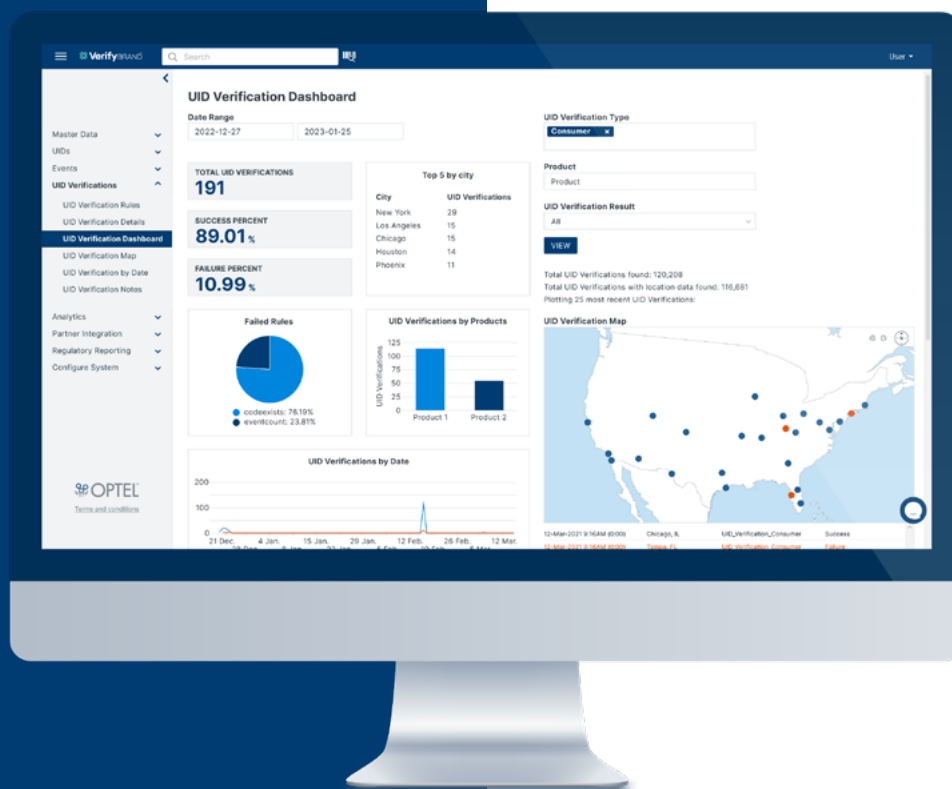 VerifyBRAND
Search
User
UID Verification Dashboard
Date Range
2022-12-27
2023-01-25
Master Data
UIDs
Events
UID Verifications
UID Verification Rules
UID Verification Details
UID Verification Dashboard
UID Verification Map
UID Verification by Date
UID Verification Notes
Analytics
Partner Integration
Regulatory Reporting
Configure System
OPTEL
Terms and conditions
TOTAL UID VERIFICATIONS
191
SUCCESS PERCENT
89.01 %
FAILURE PERCENT
10.99 %
Top 5 by city
City UID Verifications
New York 29
Los Angeles 15
Chicago 15
Houston 14
Phoenix 11
Failed Rules
codeexists: 76.19%
eventcount: 23.81%
UID Verifications by Products
UID Verifications
125
100
75
50
25
0
Product 1 Product 2
UID Verifications by Date
200
100
0
21 Dec. 4 Jan. 15 Jan. 29 Jan. 12 Feb. 26 Feb. 12 Mar.
UID Verification Type
Consumer x
Product
Product
UID Verification Result
All
VIEW
Total UID Verifications found: 120,208
Total UID Verifications with location data found: 116,681
Plotting 25 most recent UID Verifications:
UID Verification Map
12-Mar-2021 9:16AM (0:00) Chicago, IL UID_Verification_Consumer Success
Tampa, FL UID_Verification_Consumer Failure